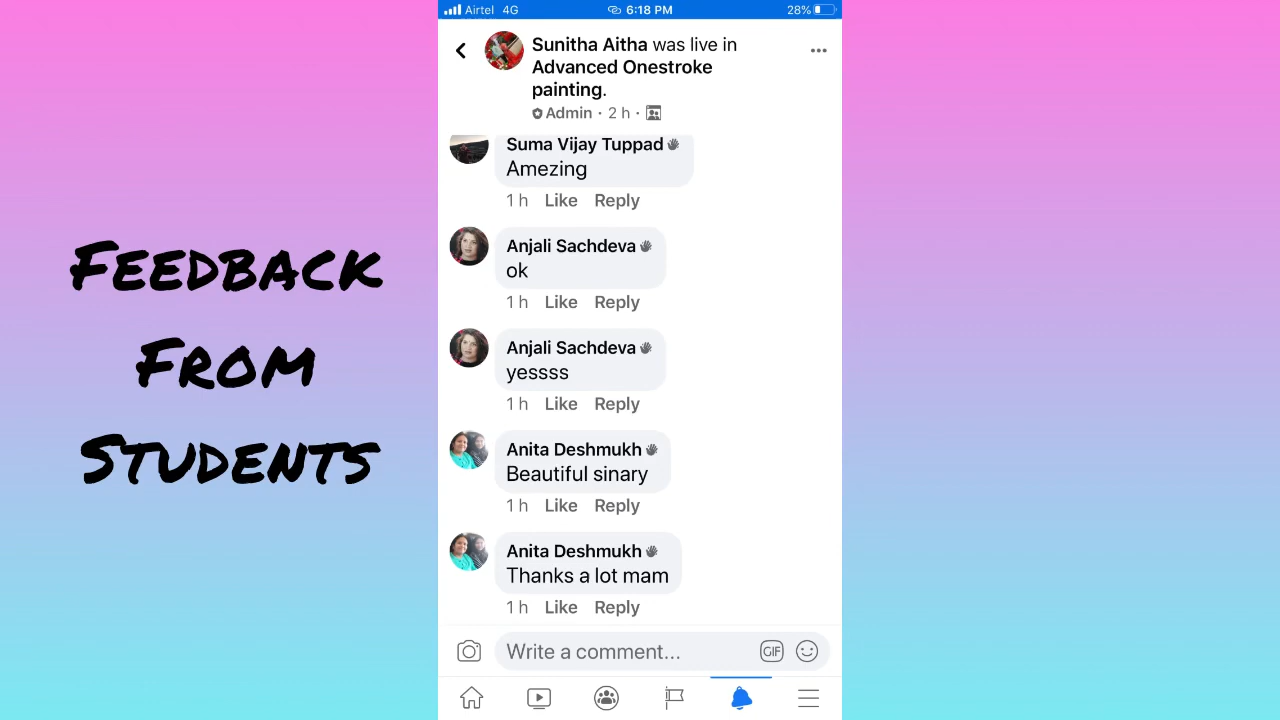 Airtel 4G 6:18 PM 28%
Sunitha Aitha was live in
Advanced Onestroke
painting.
Admin · 2 h ·
Suma Vijay Tuppad
Amezing
1 h Like Reply
Anjali Sachdeva
ok
1 h Like Reply
Anjali Sachdeva
yessss
1 h Like Reply
Anita Deshmukh
Beautiful sinary
1 h Like Reply
Anita Deshmukh
Thanks a lot mam
1 h Like Reply
Write a comment... GIF
FEEDBACK
FROM
STUDENTS